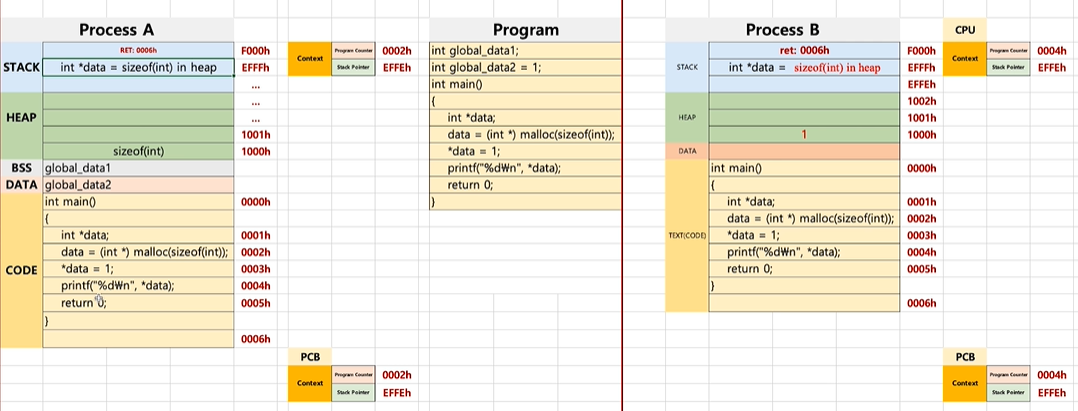 Process A
STACK
RET: 0006h
F000h
int *data = sizeof(int) in heap
EFFFh
...
HEAP
...
...
1001h
sizeof(int)
1000h
BSS
global_data1
DATA
global_data2
CODE
int main()
0000h
{
int *data;
0001h
data = (int *) malloc(sizeof(int));
0002h
*data = 1;
0003h
printf("%d₩n", *data);
0004h
return 0;
0005h
}
0006h
Context
Program Counter
0002h
Stack Pointer
EFFEh
PCB
Context
Program Counter
0002h
Stack Pointer
EFFEh
Program
int global_data1;
int global_data2 = 1;
int main()
{
int *data;
data = (int *) malloc(sizeof(int));
*data = 1;
printf("%d₩n", *data);
return 0;
}
Process B
STACK
ret: 0006h
F000h
int *data = sizeof(int) in heap
EFFFh
EFFEh
HEAP
1002h
1001h
1
1000h
DATA
TEXT(CODE)
int main()
0000h
{
int *data;
0001h
data = (int *) malloc(sizeof(int));
0002h
*data = 1;
0003h
printf("%d₩n", *data);
0004h
return 0;
0005h
}
0006h
CPU
Context
Program Counter
0004h
Stack Pointer
EFFEh
PCB
Context
Program Counter
0004h
Stack Pointer
EFFEh